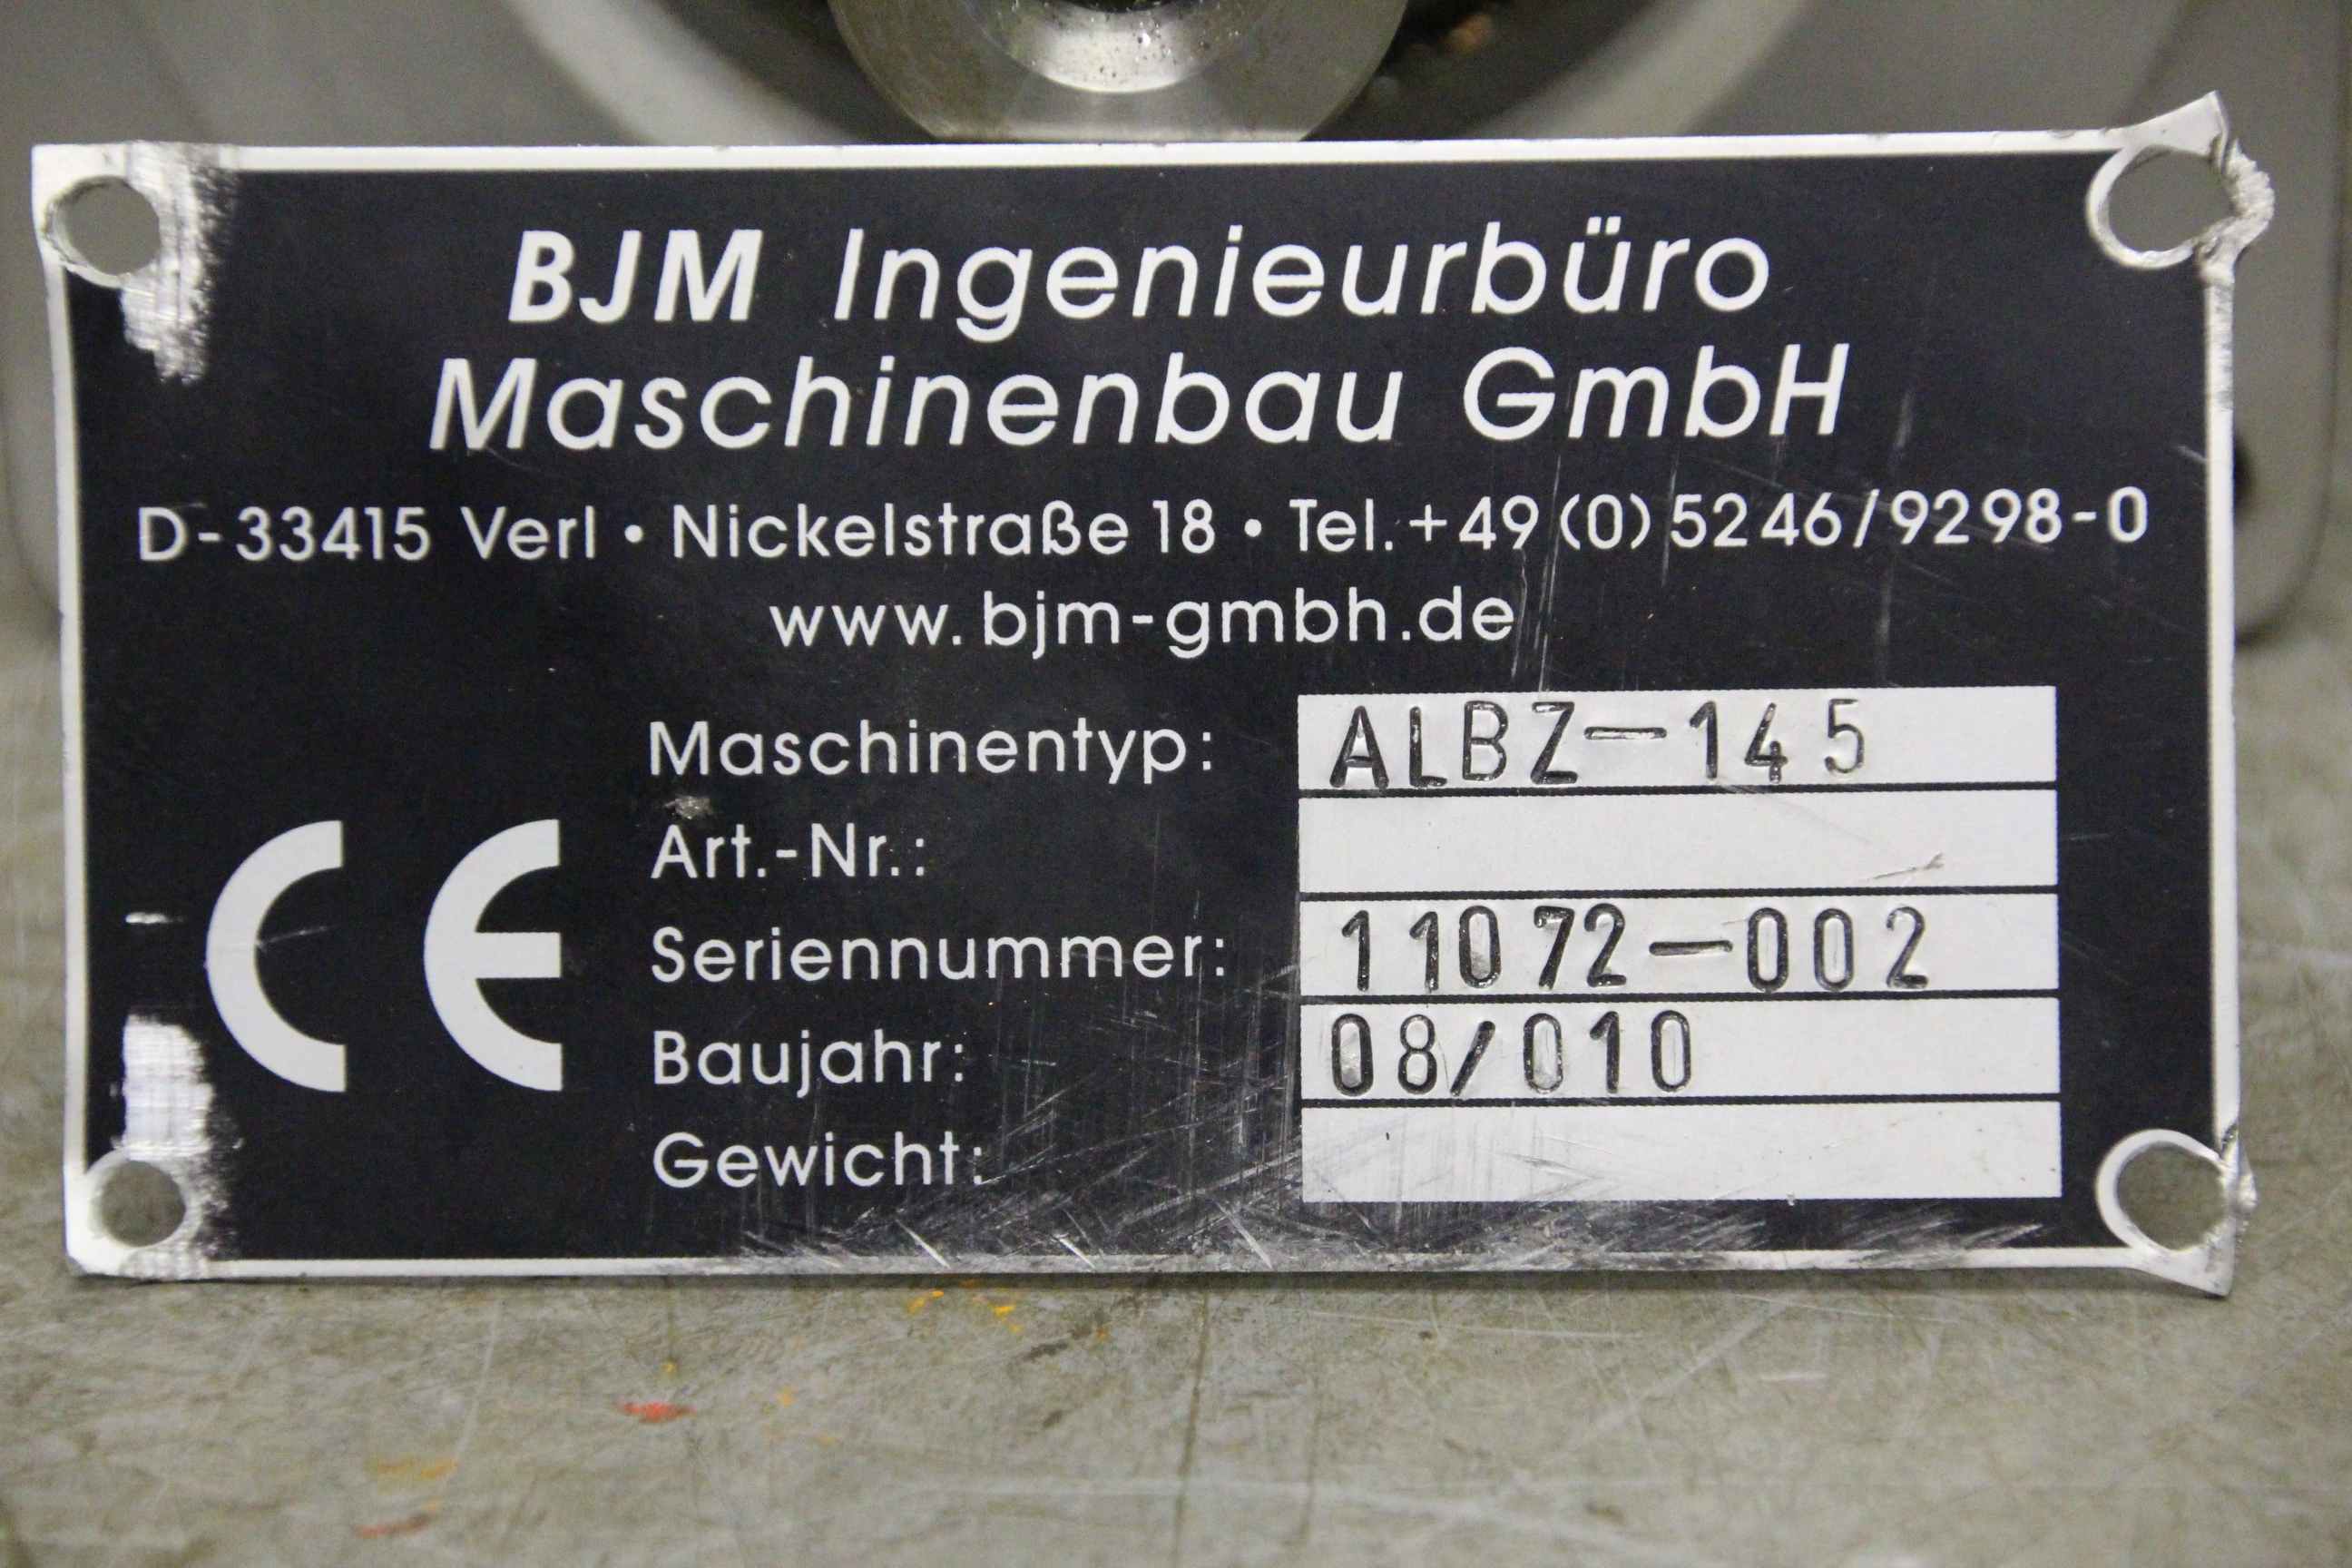 BJM Ingenieurbüro
Maschinenbau GmbH
D-33415 Verl • Nickelstraße 18 • Tel.+49(0)5246/9298-0
www.bjm-gmbh.de
Maschinentyp: ALBZ-145
Art.-Nr.:
Seriennummer: 11072-002
CE
Baujahr: 08/010
Gewicht: